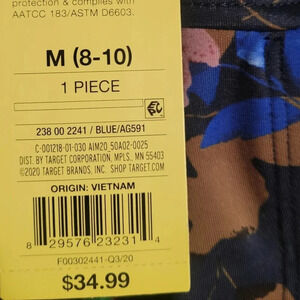 protection & complies with
AATCC 183/ASTM D6603.
M (8-10)
1 PIECE
238 00 2241 / BLUE/AG591
C-001218-01-030 AIM20_S0A02-0025
DIST. BY TARGET CORPORATION, MPLS., MN 55403
©2020 TARGET BRANDS, INC. SHOP TARGET.COM
ORIGIN: VIETNAM
8 29576 23231 4
F00302441-Q3/20
$34.99